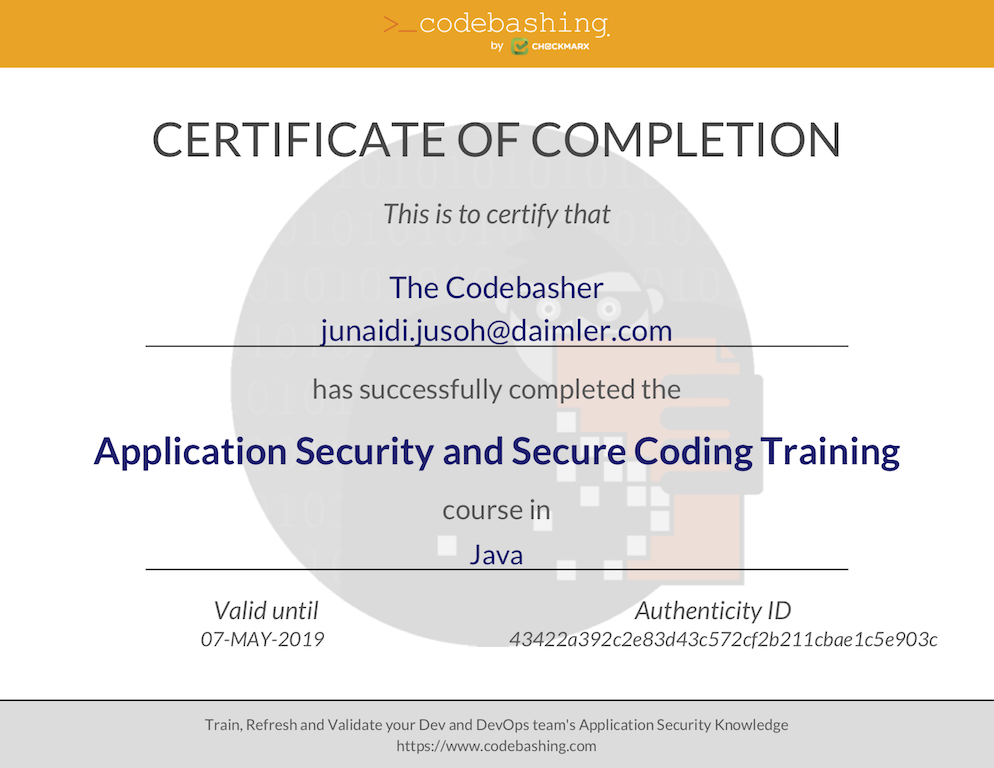 >_codebashing
by CHECKMARX
CERTIFICATE OF COMPLETION
This is to certify that
The Codebasher
junaidi.jusoh@daimler.com
has successfully completed the
Application Security and Secure Coding Training
course in
Java
Valid until
07-MAY-2019
Authenticity ID
43422a392c2e83d43c572cf2b211cbae1c5e903c
Train, Refresh and Validate your Dev and DevOps team's Application Security Knowledge
https://www.codebashing.com